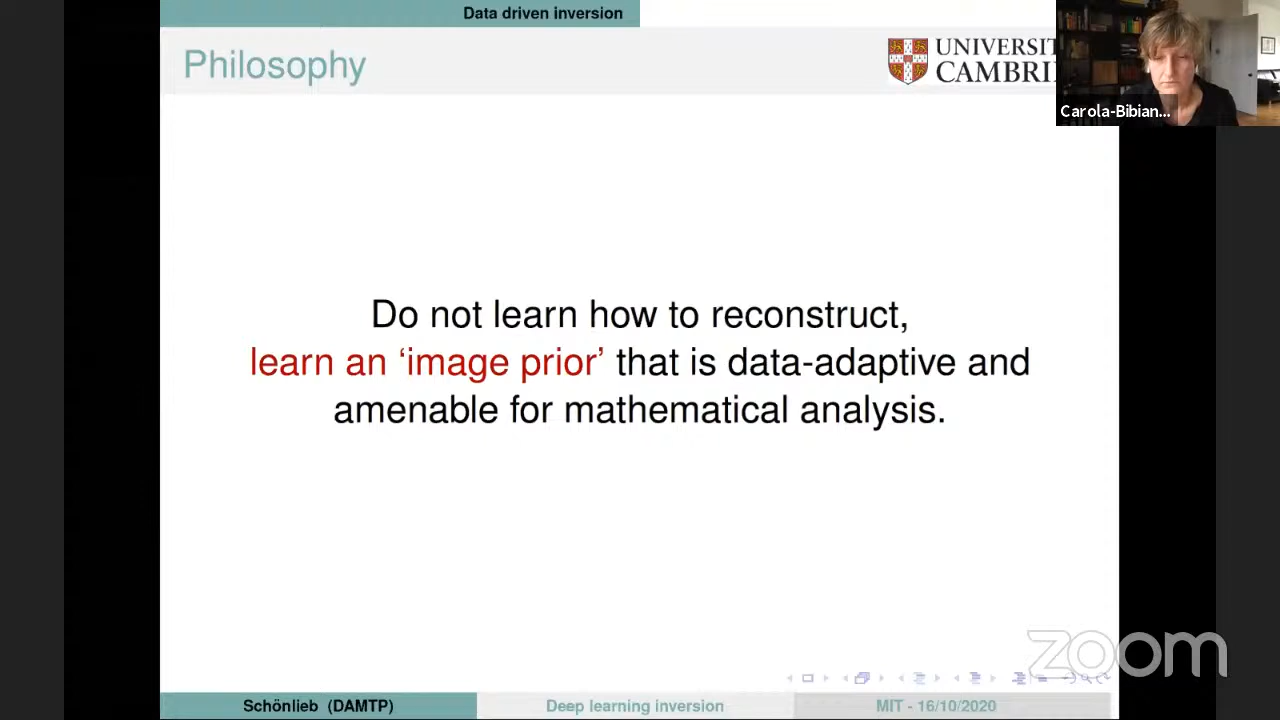 Data driven inversion
Philosophy
UNIVERSIT
CAMBRI
Carola-Bibian...
Do not learn how to reconstruct,
learn an ‘image prior’ that is data-adaptive and
amenable for mathematical analysis.
zoom
Schönlieb (DAMTP)
Deep learning inversion
MIT - 16/10/2020